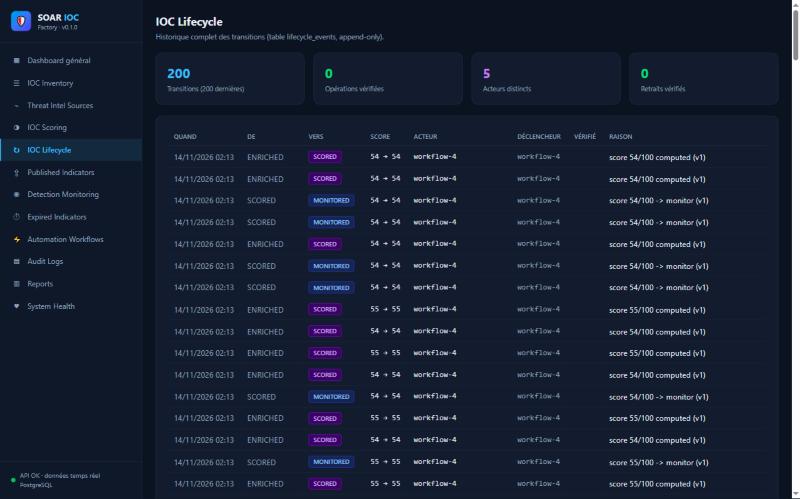 SOAR IOC
Factory · v0.1.0
Dashboard général
IOC Inventory
Threat Intel Sources
IOC Scoring
IOC Lifecycle
Published Indicators
Detection Monitoring
Expired Indicators
Automation Workflows
Audit Logs
Reports
System Health
API OK · données temps réel
PostgreSQL
IOC Lifecycle
Historique complet des transitions (table lifecycle_events, append-only).
200
Transitions (200 dernières)
0
Opérations vérifiées
5
Acteurs distincts
0
Retraits vérifiés
QUAND DE VERS SCORE ACTEUR DÉCLENCHEUR VÉRIFIÉ RAISON
14/11/2026 02:13 ENRICHED SCORED 54 → 54 workflow-4 workflow-4 score 54/100 computed (v1)
14/11/2026 02:13 ENRICHED SCORED 54 → 54 workflow-4 workflow-4 score 54/100 computed (v1)
14/11/2026 02:13 SCORED MONITORED 54 → 54 workflow-4 workflow-4 score 54/100 -> monitor (v1)
14/11/2026 02:13 SCORED MONITORED 54 → 54 workflow-4 workflow-4 score 54/100 -> monitor (v1)
14/11/2026 02:13 ENRICHED SCORED 54 → 54 workflow-4 workflow-4 score 54/100 computed (v1)
14/11/2026 02:13 SCORED MONITORED 54 → 54 workflow-4 workflow-4 score 54/100 -> monitor (v1)
14/11/2026 02:13 SCORED MONITORED 54 → 54 workflow-4 workflow-4 score 54/100 -> monitor (v1)
14/11/2026 02:13 ENRICHED SCORED 55 → 55 workflow-4 workflow-4 score 55/100 computed (v1)
14/11/2026 02:13 ENRICHED SCORED 54 → 54 workflow-4 workflow-4 score 54/100 computed (v1)
14/11/2026 02:13 ENRICHED SCORED 55 → 55 workflow-4 workflow-4 score 55/100 computed (v1)
14/11/2026 02:13 ENRICHED SCORED 54 → 54 workflow-4 workflow-4 score 54/100 computed (v1)
14/11/2026 02:13 SCORED MONITORED 54 → 54 workflow-4 workflow-4 score 54/100 -> monitor (v1)
14/11/2026 02:13 ENRICHED SCORED 55 → 55 workflow-4 workflow-4 score 55/100 computed (v1)
14/11/2026 02:13 ENRICHED SCORED 54 → 54 workflow-4 workflow-4 score 54/100 computed (v1)
14/11/2026 02:13 SCORED MONITORED 55 → 55 workflow-4 workflow-4 score 55/100 -> monitor (v1)
14/11/2026 02:13 ENRICHED SCORED 55 → 55 workflow-4 workflow-4 score 55/100 computed (v1)